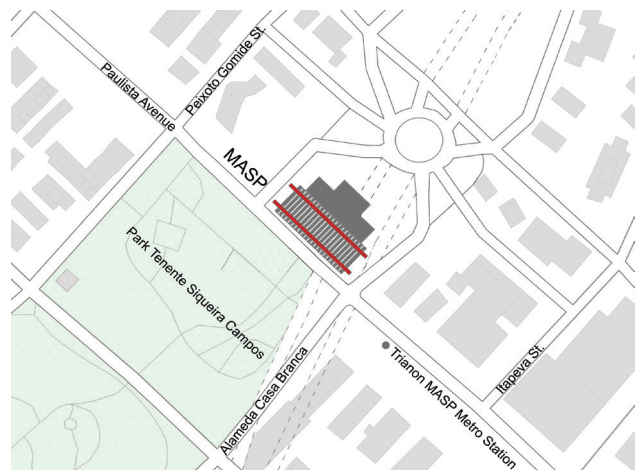 Peixoto Gomide St.
Paulista Avenue
MASP
Park Tenente Siqueira Campos
Alameda Casa Branca
Trianon MASP Metro Station
Itapeva St.